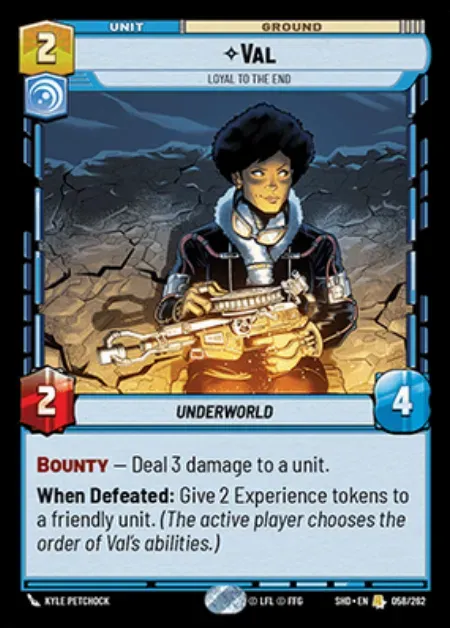 UNIT GROUND
2 ✧VAL
LOYAL TO THE END
2 UNDERWORLD 4
BOUNTY — Deal 3 damage to a unit.
When Defeated: Give 2 Experience tokens to
a friendly unit. (The active player chooses the
order of Val's abilities.)
KYLE PETCHOCK © LFL © FFG SHD • EN R 058/262